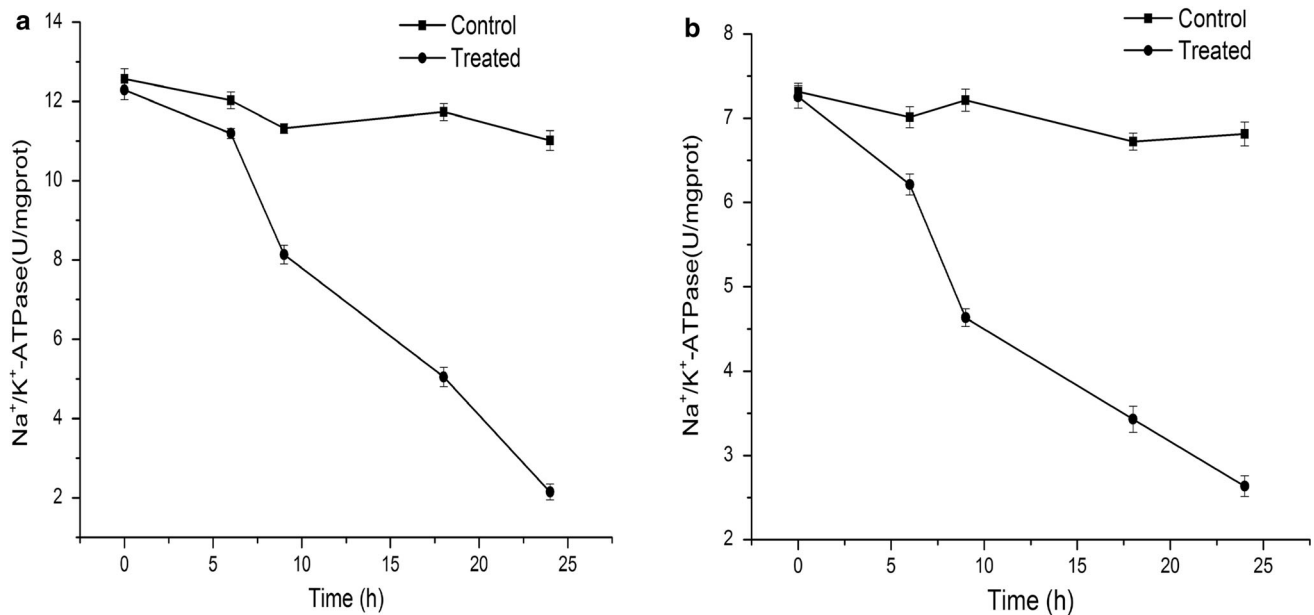 a
Control
Treated
14
12
10
8
6
4
2
0
5
10
15
20
25
Na⁺/K⁺-ATPase(U/mgprot)
Time (h)
b
Control
Treated
8
7
6
5
4
3
2
0
5
10
15
20
25
Na⁺/K⁺-ATPase(U/mgprot)
Time (h)